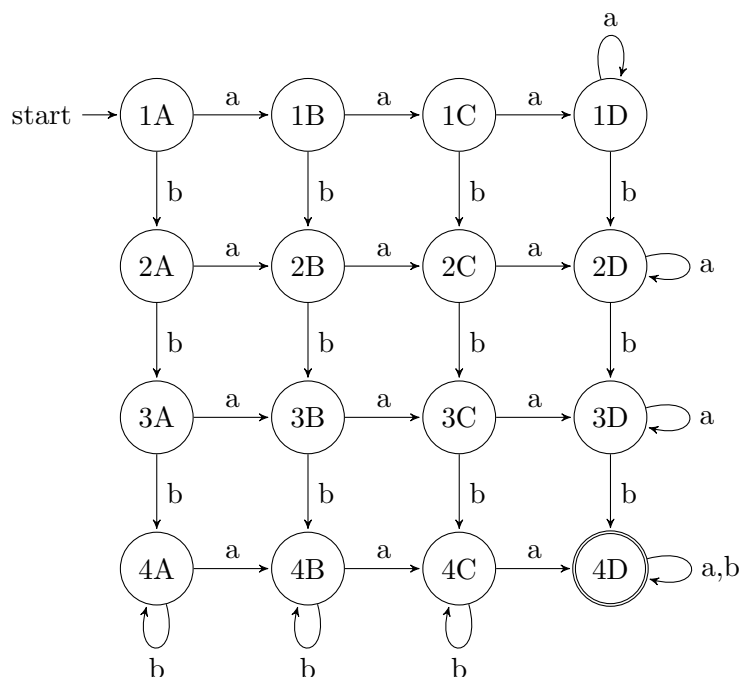 a
start 1A a 1B a 1C a 1D
b b b b
2A a 2B a 2C a 2D a
b b b b
3A a 3B a 3C a 3D a
b b b b
4A a 4B a 4C a 4D a,b
b b b